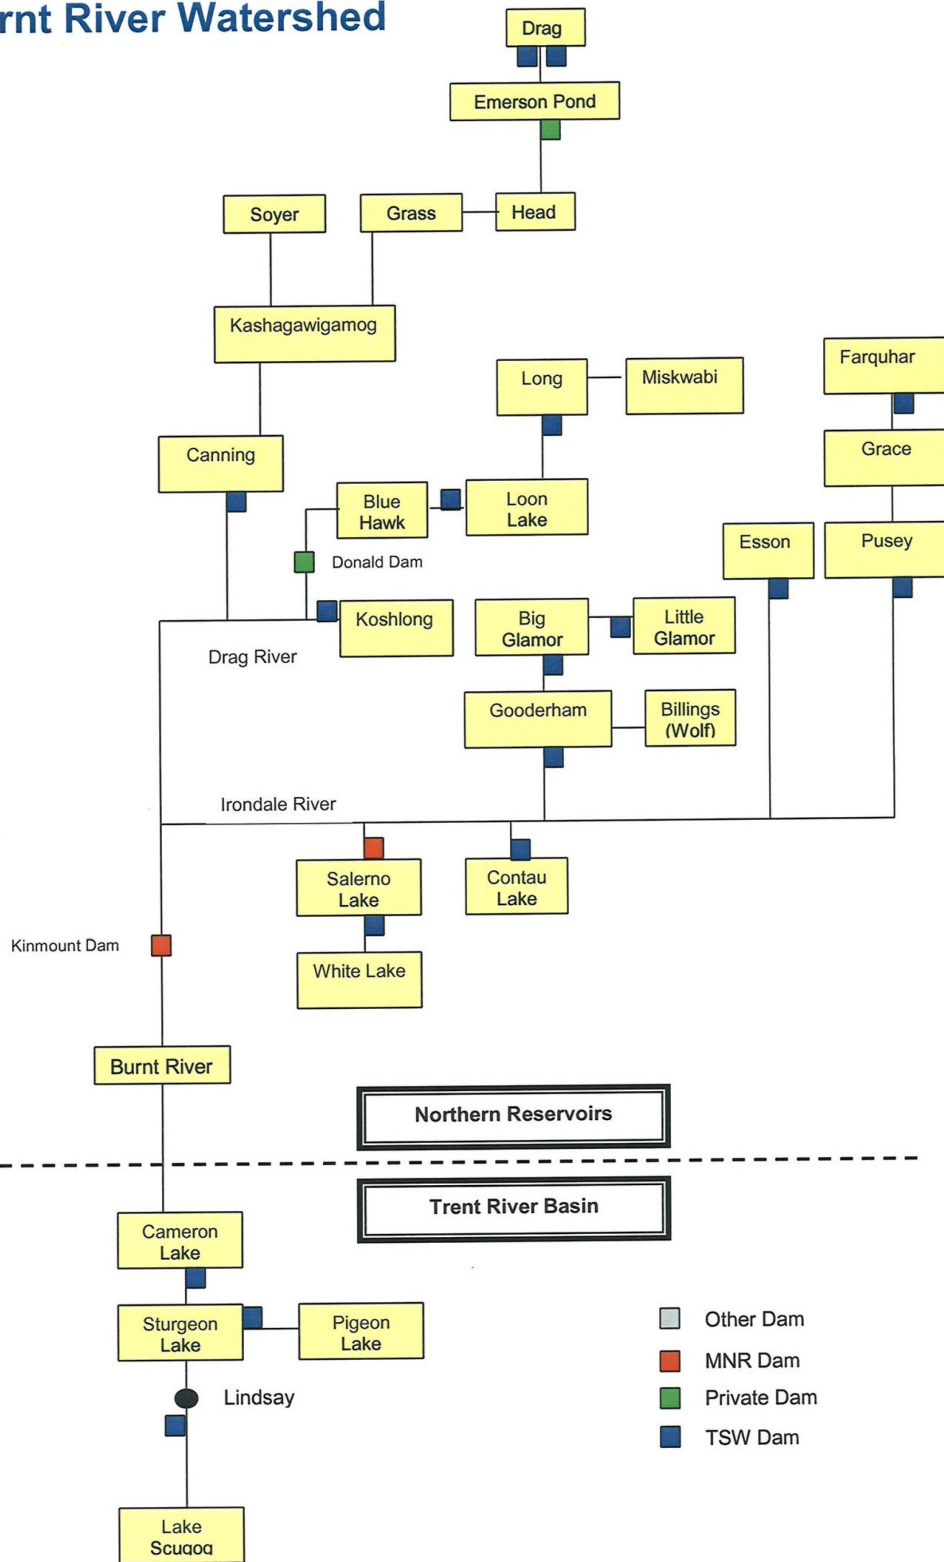 rnt River Watershed
Drag
Emerson Pond
Soyer
Grass
Head
Kashagawigamog
Farquhar
Long
Miskwabi
Canning
Grace
Blue
Hawk
Loon
Lake
Esson
Pusey
Donald Dam
Koshlong
Big
Glamor
Little
Glamor
Drag River
Gooderham
Billings
(Wolf)
Irondale River
Salerno
Lake
Contau
Lake
Kinmount Dam
White Lake
Burnt River
Northern Reservoirs
Trent River Basin
Cameron
Lake
Sturgeon
Lake
Pigeon
Lake
Other Dam
MNR Dam
Lindsay
Private Dam
TSW Dam
Lake
Scugog